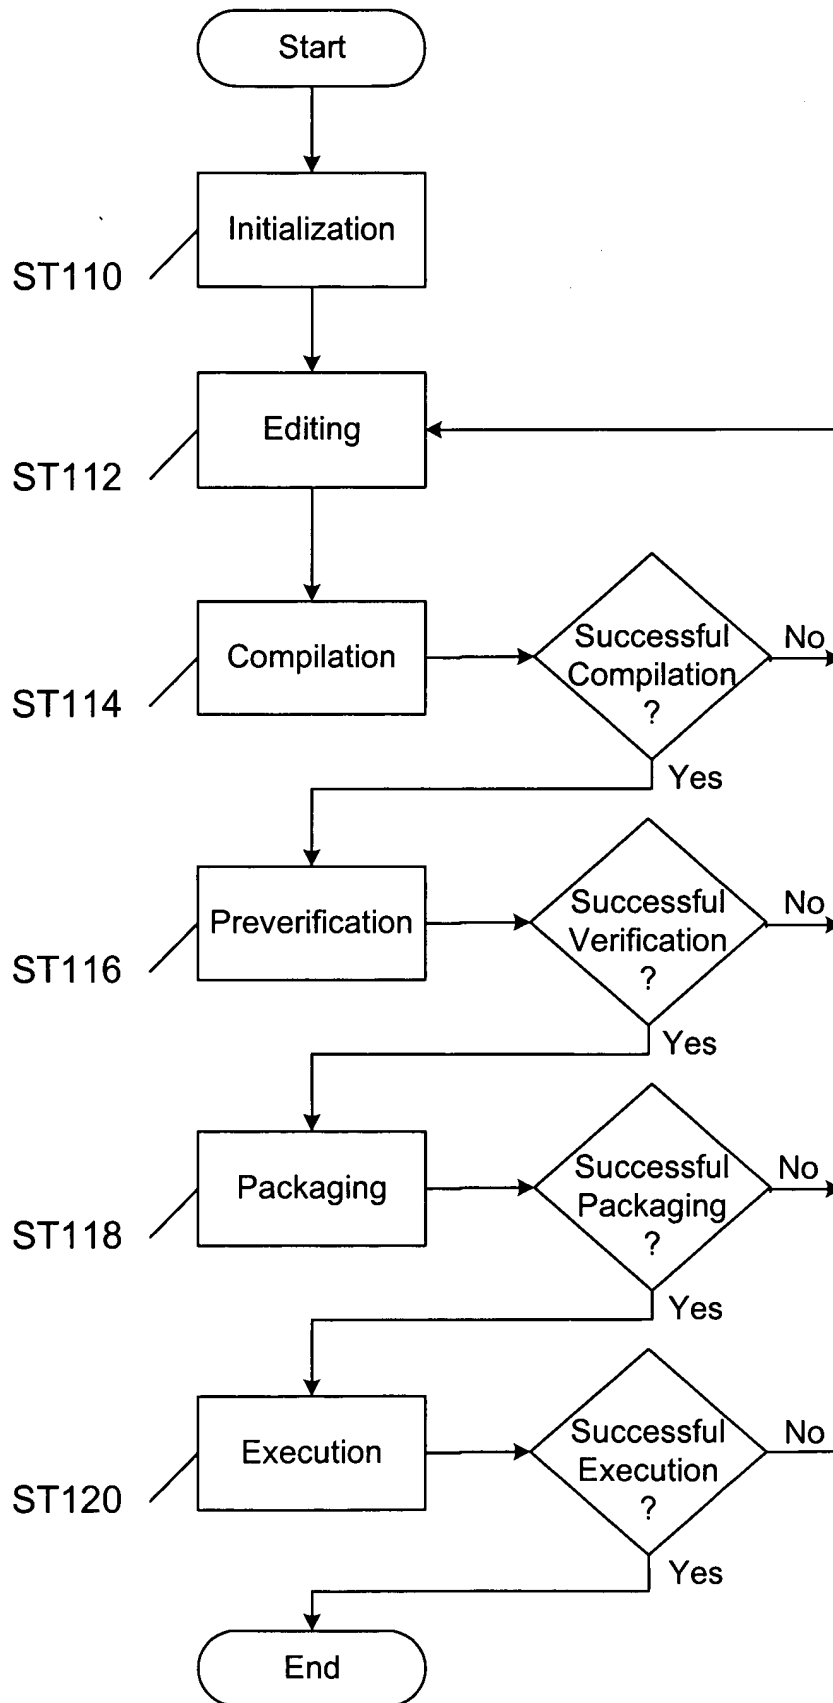 Start
Initialization
ST110
Editing
ST112
Compilation
ST114
Successful
Compilation
?
No
Yes
Preverification
ST116
Successful
Verification
?
No
Yes
Packaging
ST118
Successful
Packaging
?
No
Yes
Execution
ST120
Successful
Execution
?
No
Yes
End